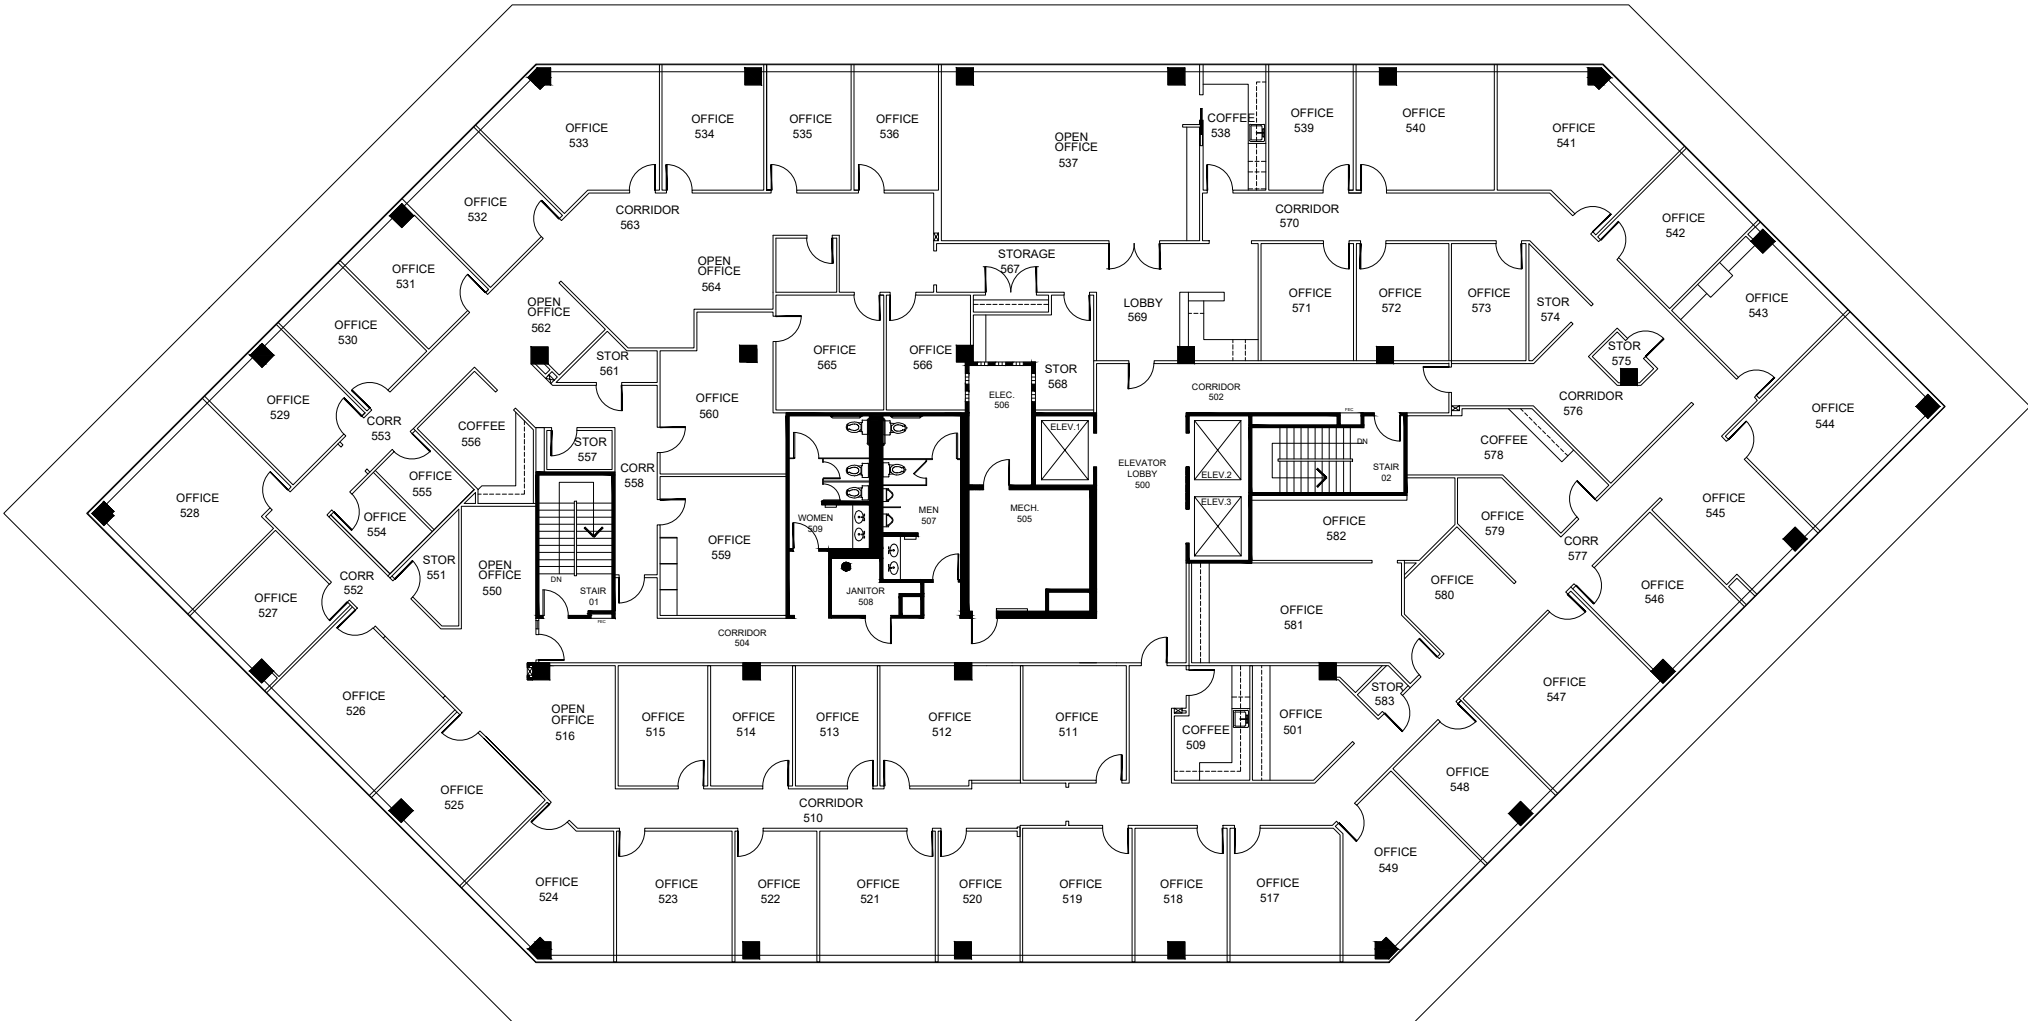 OFFICE
533
OFFICE
534
OFFICE
535
OFFICE
536
OPEN
OFFICE
537
COFFEE
538
OFFICE
539
OFFICE
540
OFFICE
541
OFFICE
532
CORRIDOR
563
CORRIDOR
570
OFFICE
542
OFFICE
531
OPEN
OFFICE
564
STORAGE
567
OPEN
OFFICE
562
LOBBY
569
OFFICE
571
OFFICE
572
OFFICE
573
STOR
574
OFFICE
543
OFFICE
530
STOR
561
OFFICE
565
OFFICE
566
STOR
568
STOR
575
OFFICE
529
OFFICE
560
ELEC.
506
CORRIDOR
502
CORRIDOR
576
OFFICE
544
CORR
553
COFFEE
556
STOR
557
ELEV.1
FEC
DN
COFFEE
578
CORR
558
ELEVATOR
LOBBY
500
ELEV.2
STAIR
02
OFFICE
528
OFFICE
555
OFFICE
554
WOMEN
509
MEN
507
MECH.
505
ELEV.3
OFFICE
582
OFFICE
579
OFFICE
545
OFFICE
559
STOR
551
OPEN
OFFICE
550
CORR
577
CORR
552
DN
STAIR
01
FEC
JANITOR
508
OFFICE
580
OFFICE
546
OFFICE
527
OFFICE
581
CORRIDOR
504
OFFICE
526
OPEN
OFFICE
516
OFFICE
515
OFFICE
514
OFFICE
513
OFFICE
512
OFFICE
511
COFFEE
509
OFFICE
501
STOR
583
OFFICE
547
OFFICE
525
CORRIDOR
510
OFFICE
548
OFFICE
549
OFFICE
524
OFFICE
523
OFFICE
522
OFFICE
521
OFFICE
520
OFFICE
519
OFFICE
518
OFFICE
517